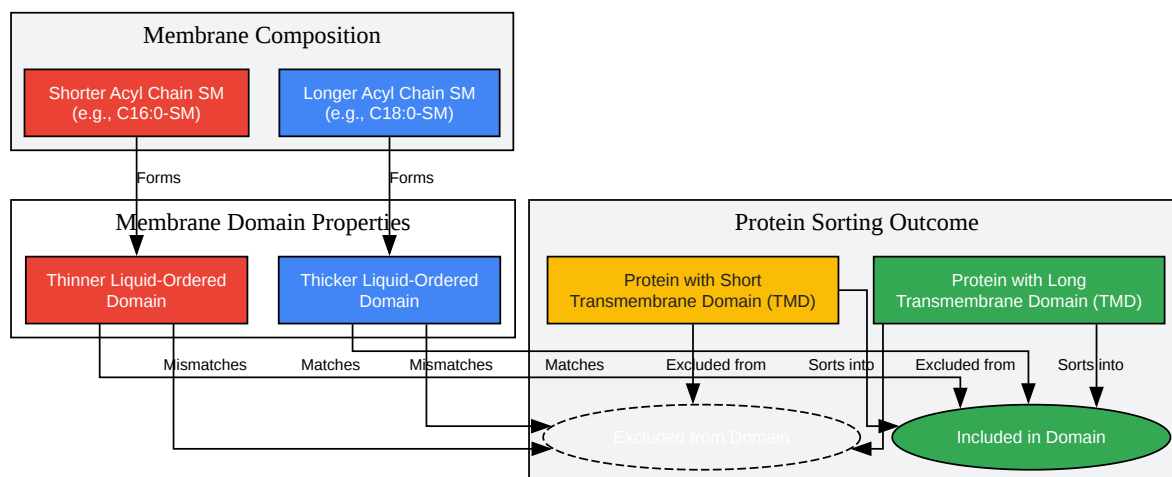 Membrane Composition
Shorter Acyl Chain SM
(e.g., C16:0-SM)
Longer Acyl Chain SM
(e.g., C18:0-SM)
Forms
Forms
Membrane Domain Properties
Protein Sorting Outcome
Thinner Liquid-Ordered
Domain
Thicker Liquid-Ordered
Domain
Protein with Short
Transmembrane Domain (TMD)
Protein with Long
Transmembrane Domain (TMD)
Mismatches
Matches
Mismatches
Matches
Excluded from
Sorts into
Excluded from
Sorts into
Excluded from Domain
Included in Domain